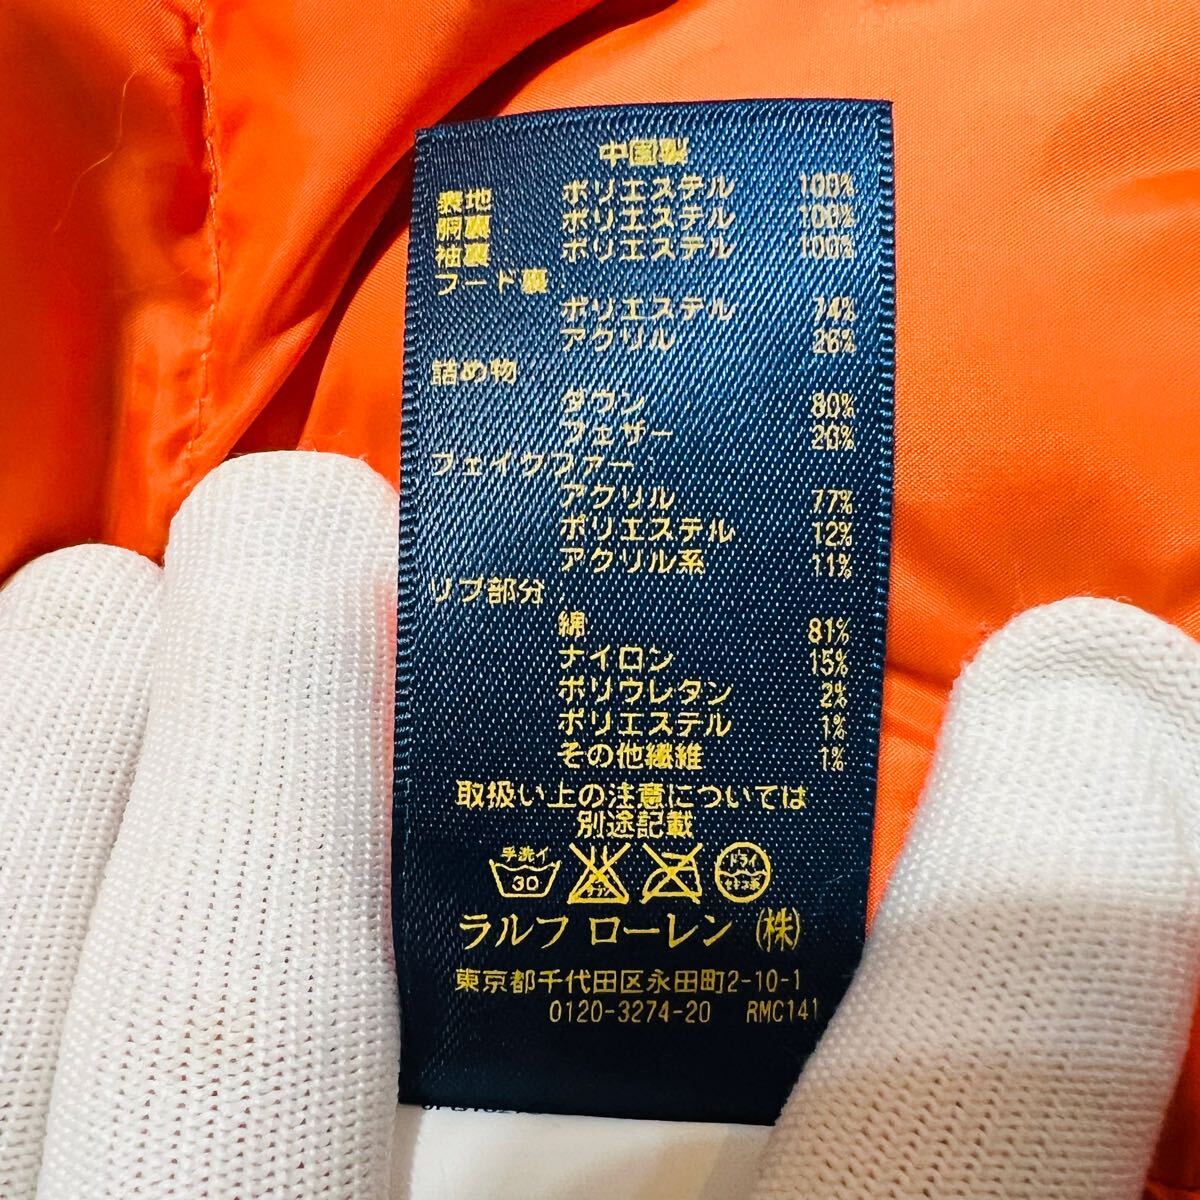 中国製
表地 ポリエステル 100%
胴裏 ポリエステル 100%
袖裏 ポリエステル 100%
フード裏
ポリエステル 74%
アクリル 26%
詰め物
ダウン 80%
フェザー 20%
フェイクファー
アクリル 77%
ポリエステル 12%
アクリル系 11%
リブ部分
綿 81%
ナイロン 15%
ポリウレタン 2%
ポリエステル 1%
その他繊維 1%
取扱い上の注意については
別途記載
手洗イ 30 ドライ セキユ系
ラルフ ローレン (株)
東京都千代田区永田町2-10-1
0120-3274-20 RMC141